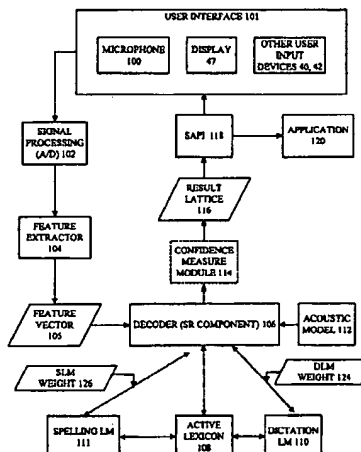 USER INTERFACE 101
MICROPHONE
100
DISPLAY
47
OTHER USER
INPUT
DEVICES 40, 42
SIGNAL
PROCESSING
(A/D) 102
SAPI 118
APPLICATION
120
RESULT
LATTICE
116
FEATURE
EXTRACTOR
104
CONFIDENCE
MEASURE
MODULE 114
FEATURE
VECTOR
105
DECODER (SR COMPONENT) 106
ACOUSTIC
MODEL 112
SLM
WEIGHT 126
DLM
WEIGHT 124
SPELLING LM
111
ACTIVE
LEXICON
108
DICTATION
LM 110